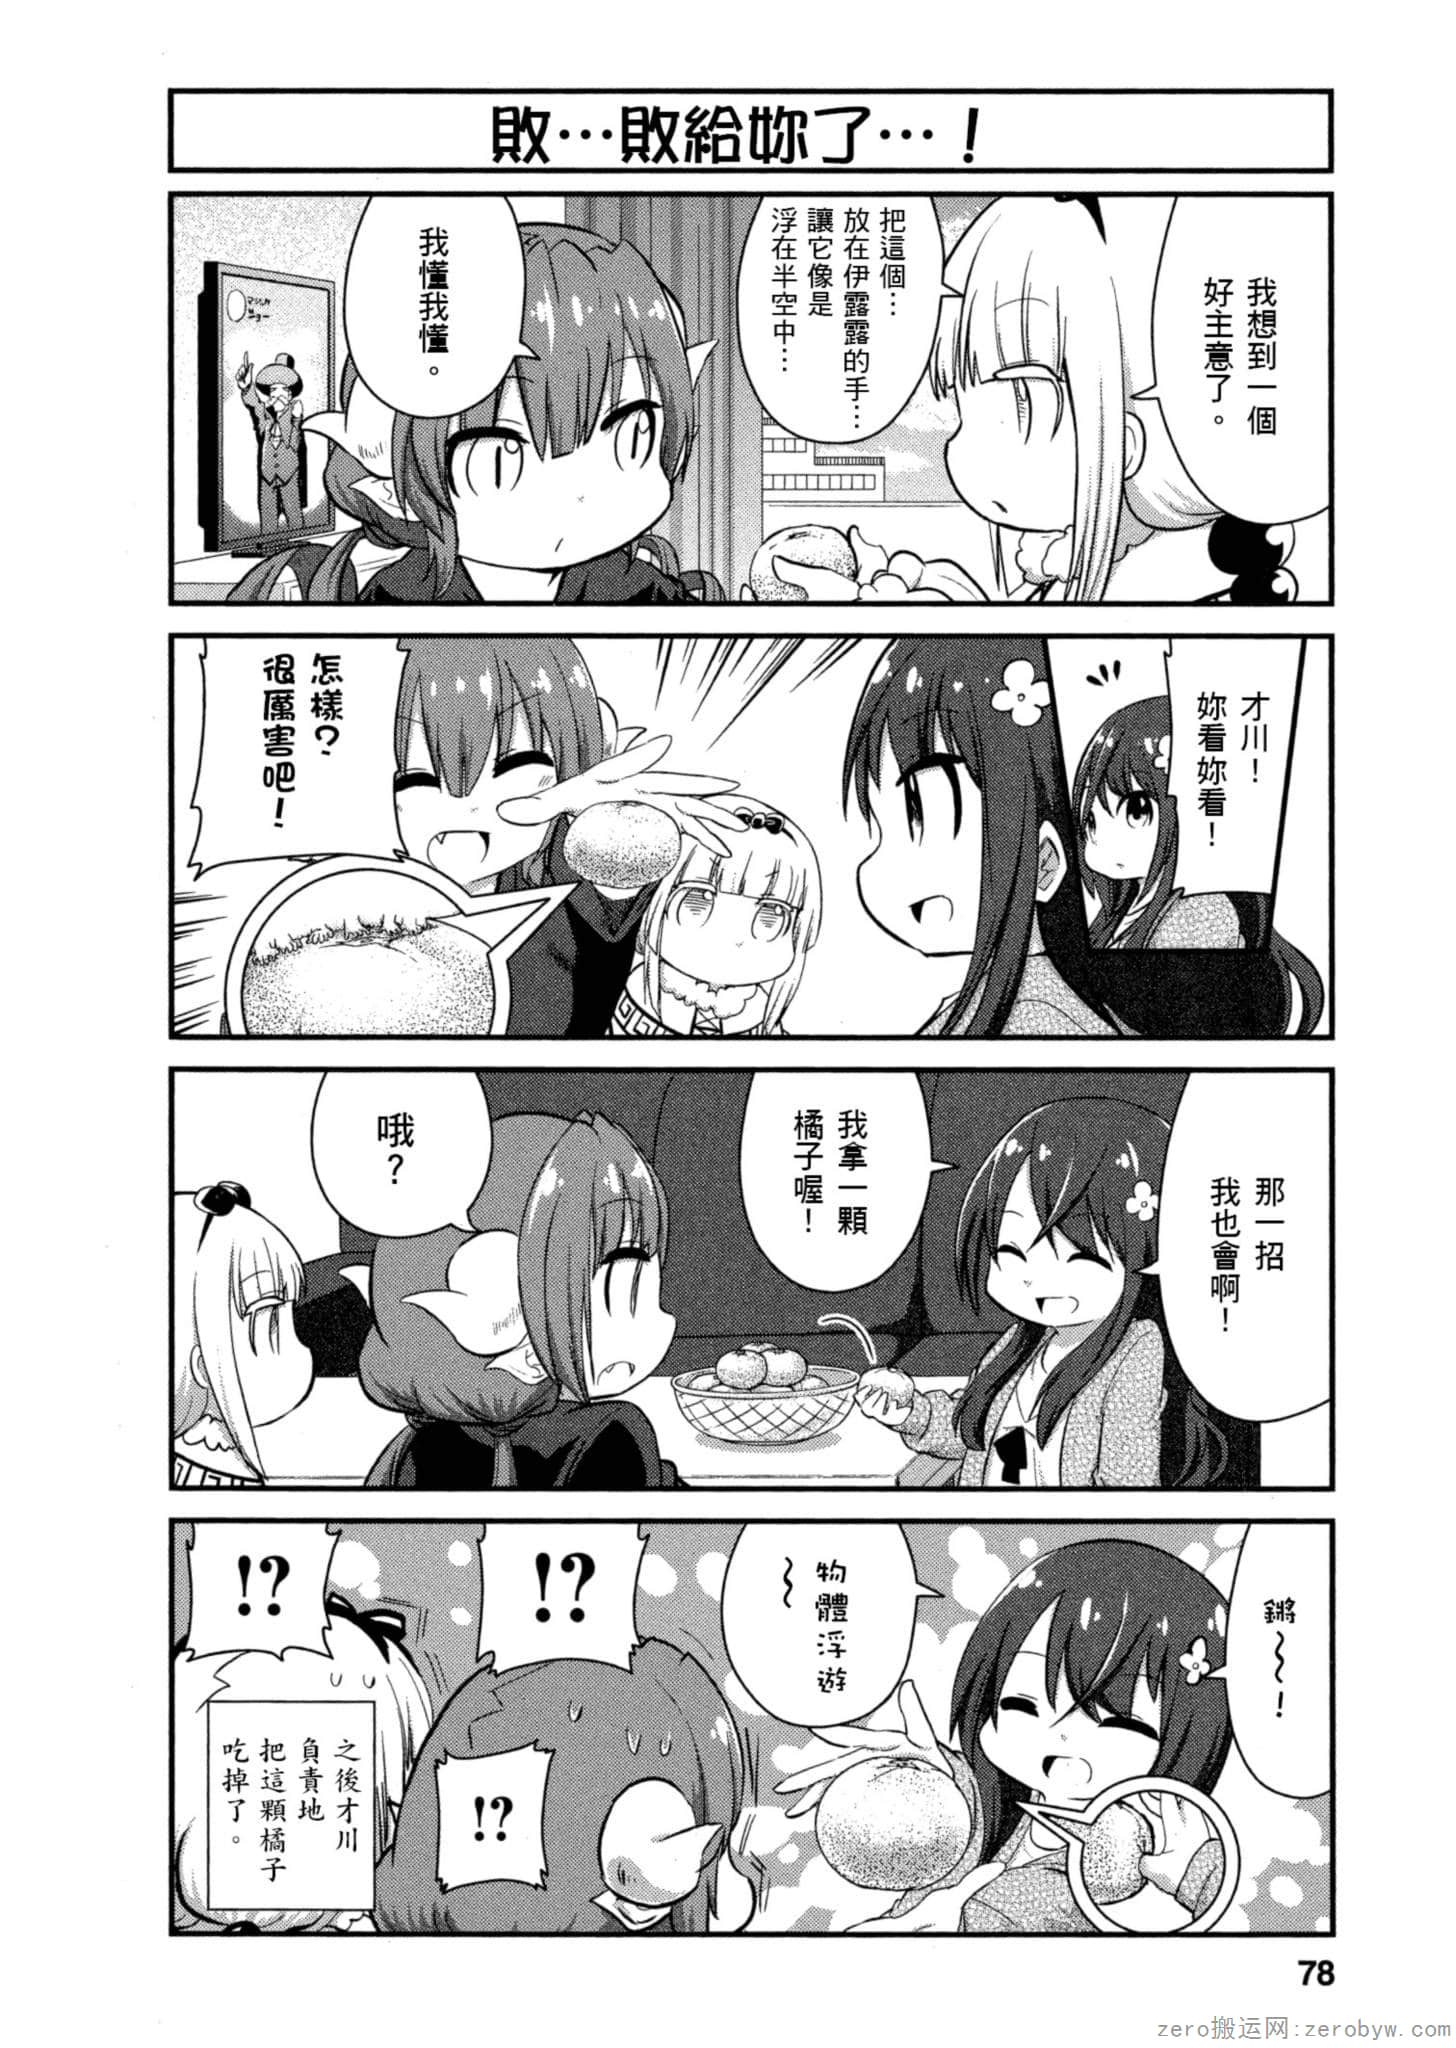 敗…敗給妳了…!
我想到一個
好主意了。
把這個…
放在伊露露的手…
讓它像是
浮在半空中…
我懂我懂。
才川!
妳看妳看!
怎樣?
很厲害吧!
那一招
我也會啊!
我拿一顆
橘子喔!
哦?
鏘~!
~物體浮遊~
!?
!?
!?
之後才川
負責地
把這顆橘子
吃掉了。
78
zero搬运网:zerobyw.com